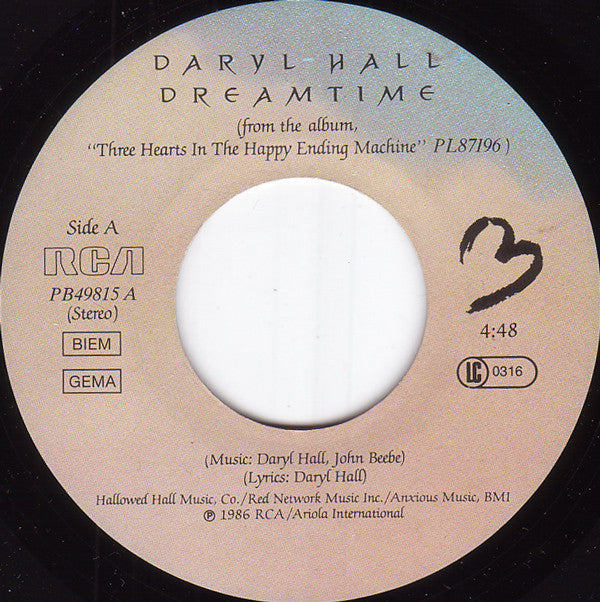 DARYL HALL
DREAMTIME
(from the album,
"Three Hearts In The Happy Ending Machine" PL87196)
Side A
RCA
PB49815 A
(Stereo)
BIEM
GEMA
3
4:48
LC 0316
(Music: Daryl Hall, John Beebe)
(Lyrics: Daryl Hall)
Hallowed Hall Music, Co./Red Network Music Inc./Anxious Music, BMI
℗ 1986 RCA/Ariola International